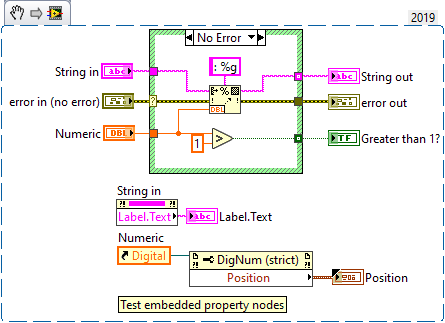 2019
No Error
: %g
String in
abc
abc
String out
%
error in (no error)
DBL
error out
Numeric
DBL
1
>
TF
Greater than 1?
String in
Label.Text
abc
Label.Text
Numeric
Digital
DigNum (strict)
Position
Position
Test embedded property nodes